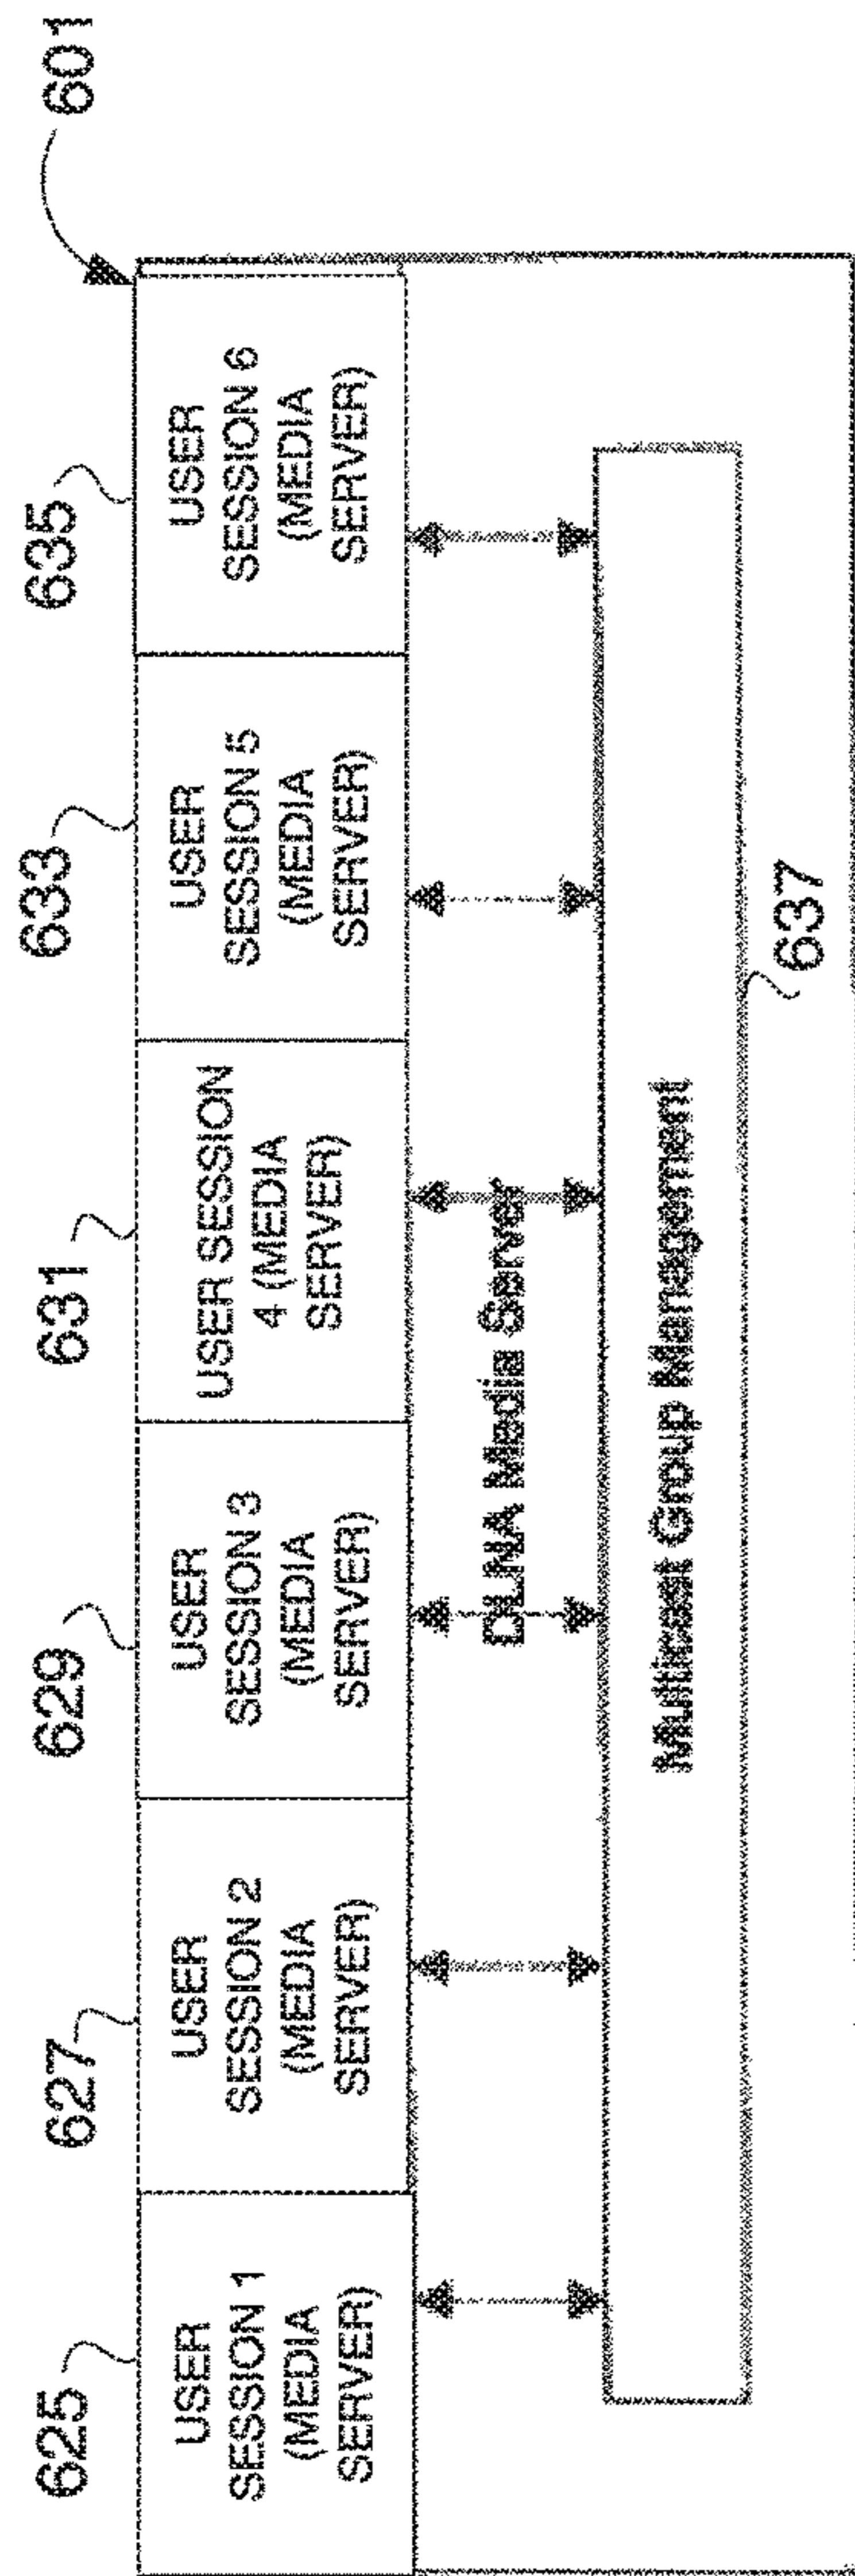 601
625
627
629
631
633
635
USER
SESSION 1
(MEDIA
SERVER)
USER
SESSION 2
(MEDIA
SERVER)
USER
SESSION 3
(MEDIA
SERVER)
USER SESSION
4 (MEDIA
SERVER)
USER
SESSION 5
(MEDIA
SERVER)
USER
SESSION 6
(MEDIA
SERVER)
DLNA Media Server
Multicast Group Management
637